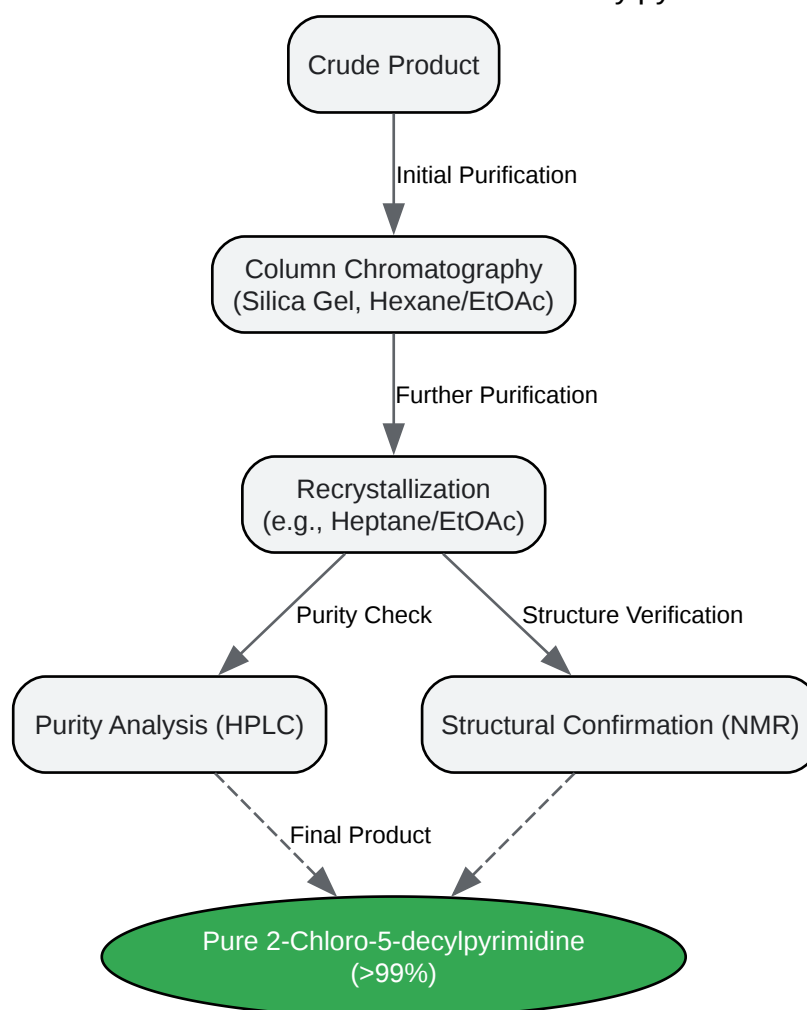 Crude Product
Initial Purification
Column Chromatography
(Silica Gel, Hexane/EtOAc)
Further Purification
Recrystallization
(e.g., Heptane/EtOAc)
Purity Check
Structure Verification
Purity Analysis (HPLC)
Structural Confirmation (NMR)
Final Product
Pure 2-Chloro-5-decylpyrimidine
(>99%)